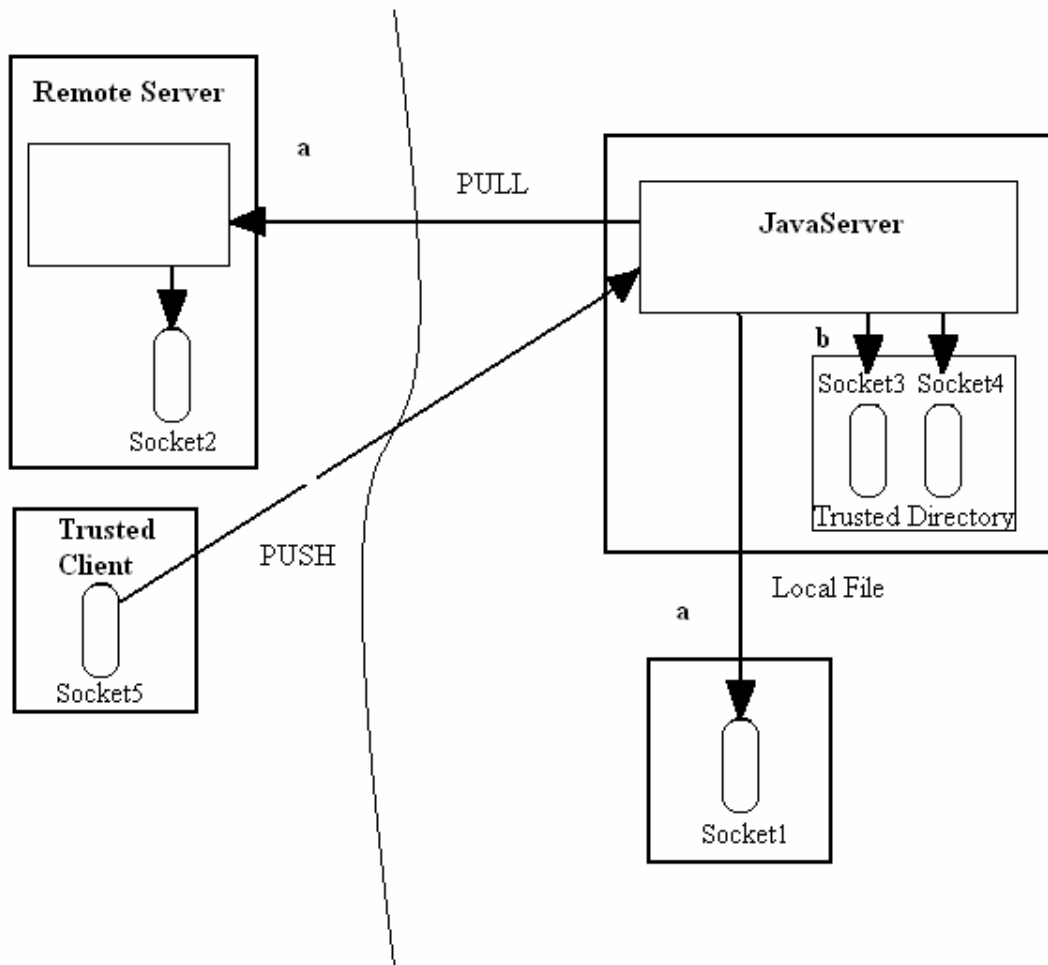 Remote Server
a
PULL
JavaServer
b
Socket3 Socket4
Socket2
Trusted Directory
Trusted
Client
PUSH
Socket5
Local File
a
Socket1